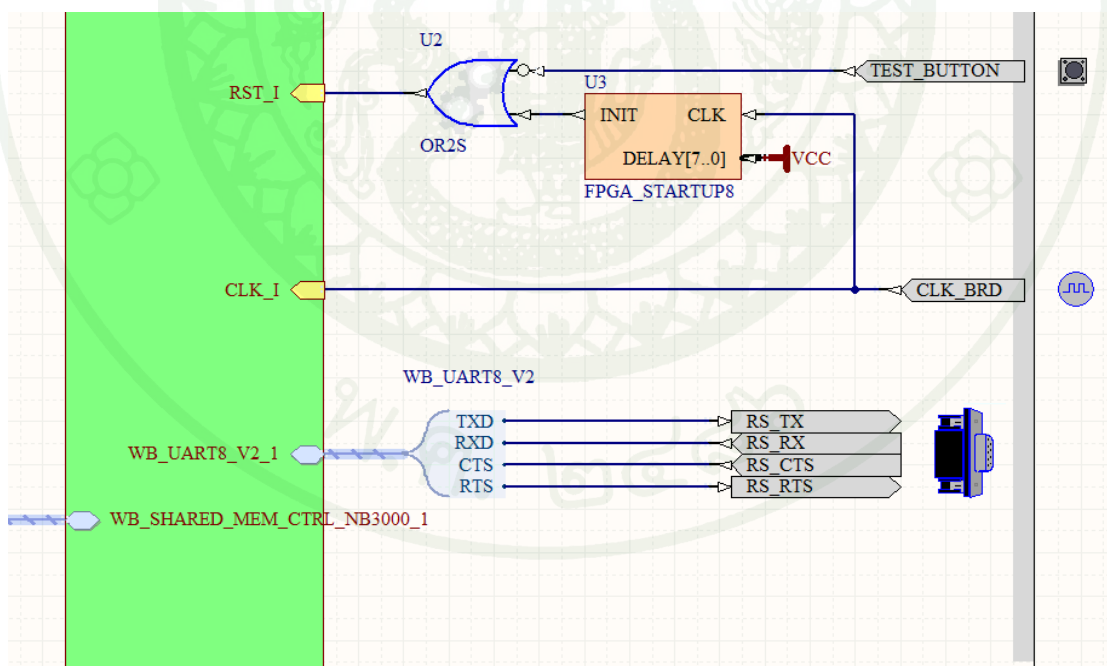 U2
TEST_BUTTON
U3
RST_I
INIT
CLK
OR2S
DELAY[7..0]
VCC
FPGA_STARTUP8
CLK_I
CLK_BRD
WB_UART8_V2
TXD
RS_TX
RXD
RS_RX
WB_UART8_V2_1
CTS
RS_CTS
RTS
RS_RTS
WB_SHARED_MEM_CTRL_NB3000_1